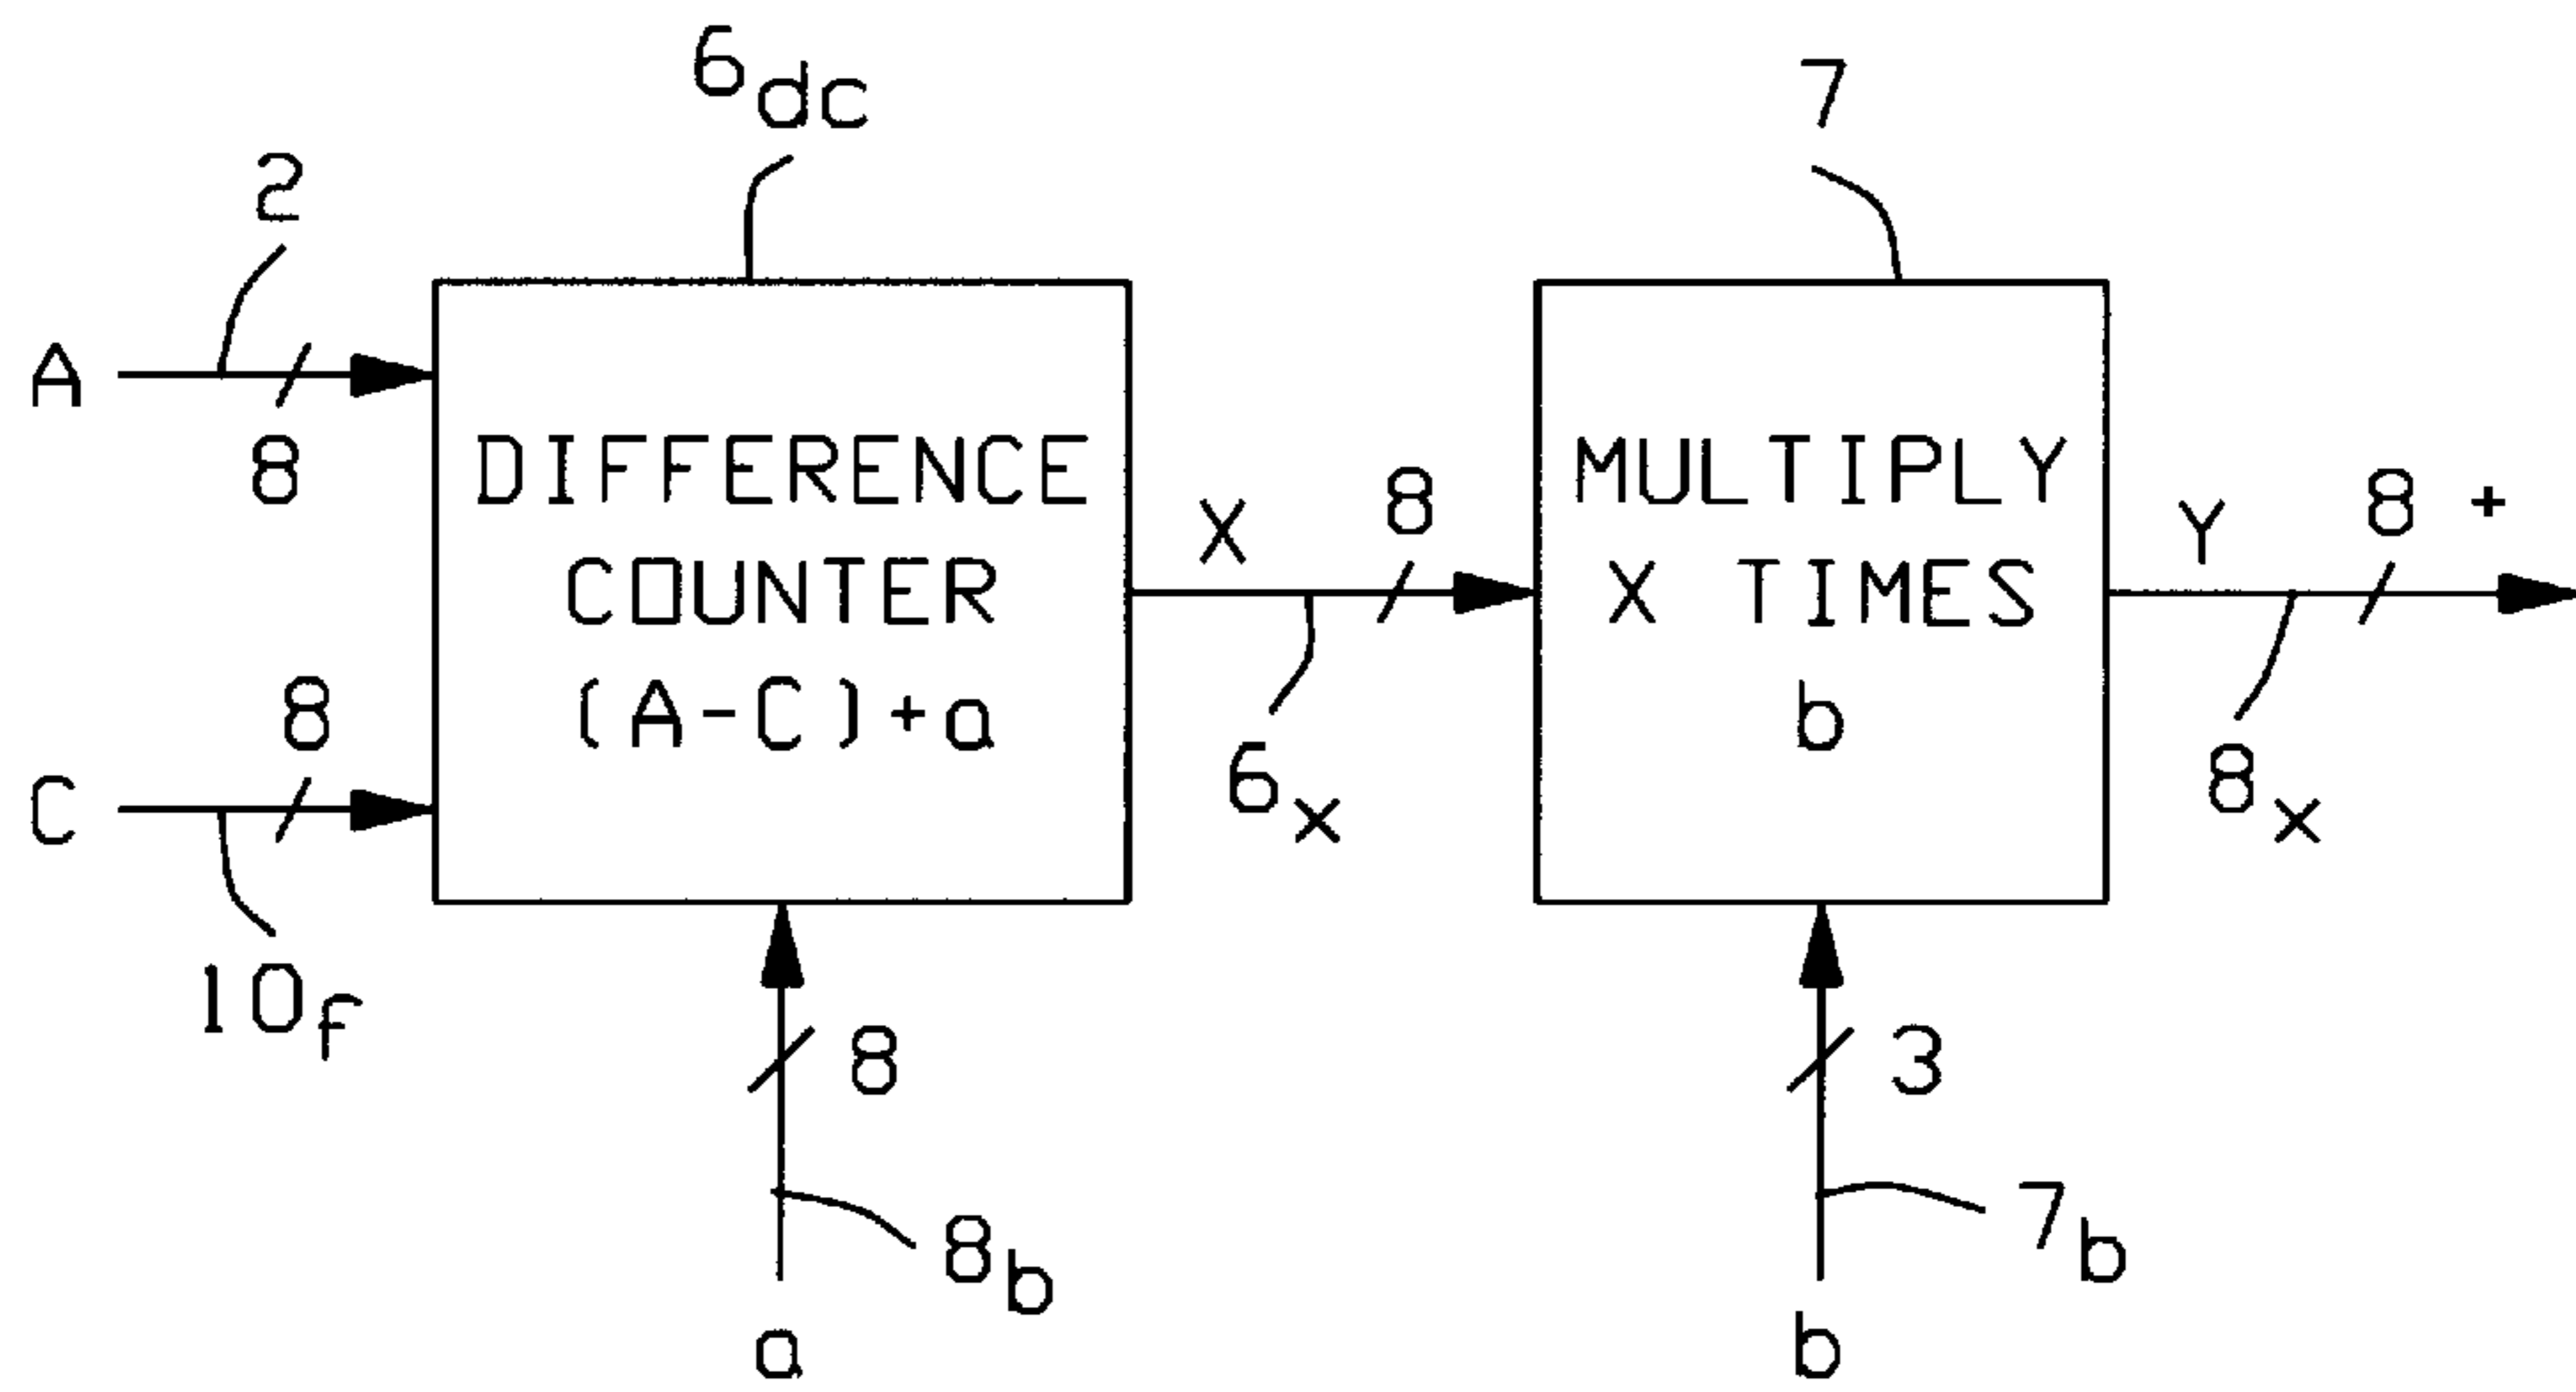 6dc
7
2
A
8
DIFFERENCE
COUNTER
(A-C)+a
X
8
MULTIPLY
X TIMES
b
Y
8 +
C
8
10f
6x
8x
8
8b
a
3
7b
b